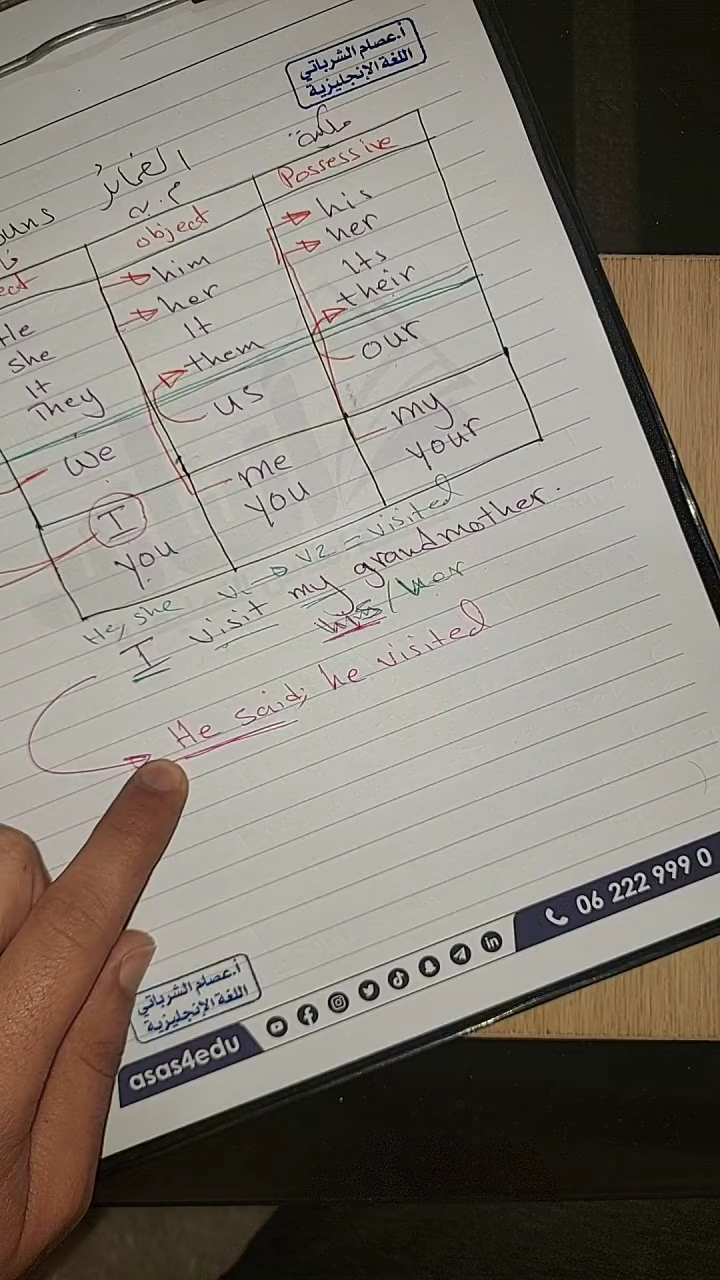 أ.عصام الشرباتي
اللغة الإنجليزية
الضمائر
ملكية
م.به
object
Possessive
He
him
his
she
her
her
It
It
Its
They
them
their
we
us
our
I
me
my
you
you
your
He, she V1 → V2 = visited
I visit my grandmother.
his/her
He said, he visited
06 222 999 0
أ.عصام الشرباتي
اللغة الإنجليزية
asas4edu